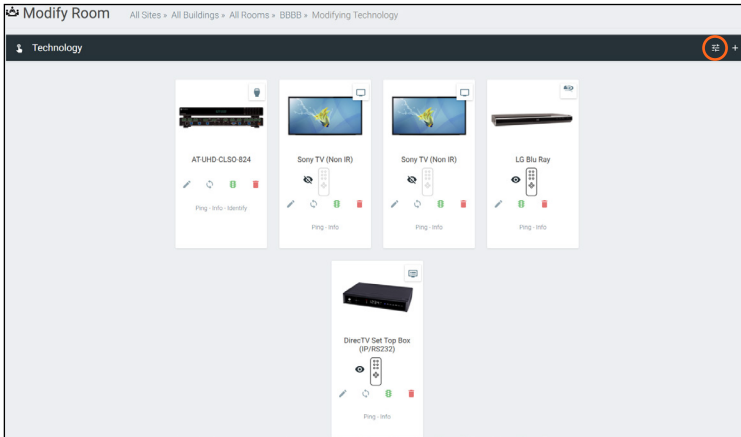 Modify Room
All Sites » All Buildings » All Rooms » BBBB » Modifying Technology
Technology
AT-UHD-CLSO-824
Ping - Info - Identify
Sony TV (Non IR)
Ping - Info
Sony TV (Non IR)
Ping - Info
LG Blu Ray
Ping - Info
DirecTV Set Top Box
(IP/RS232)
Ping - Info